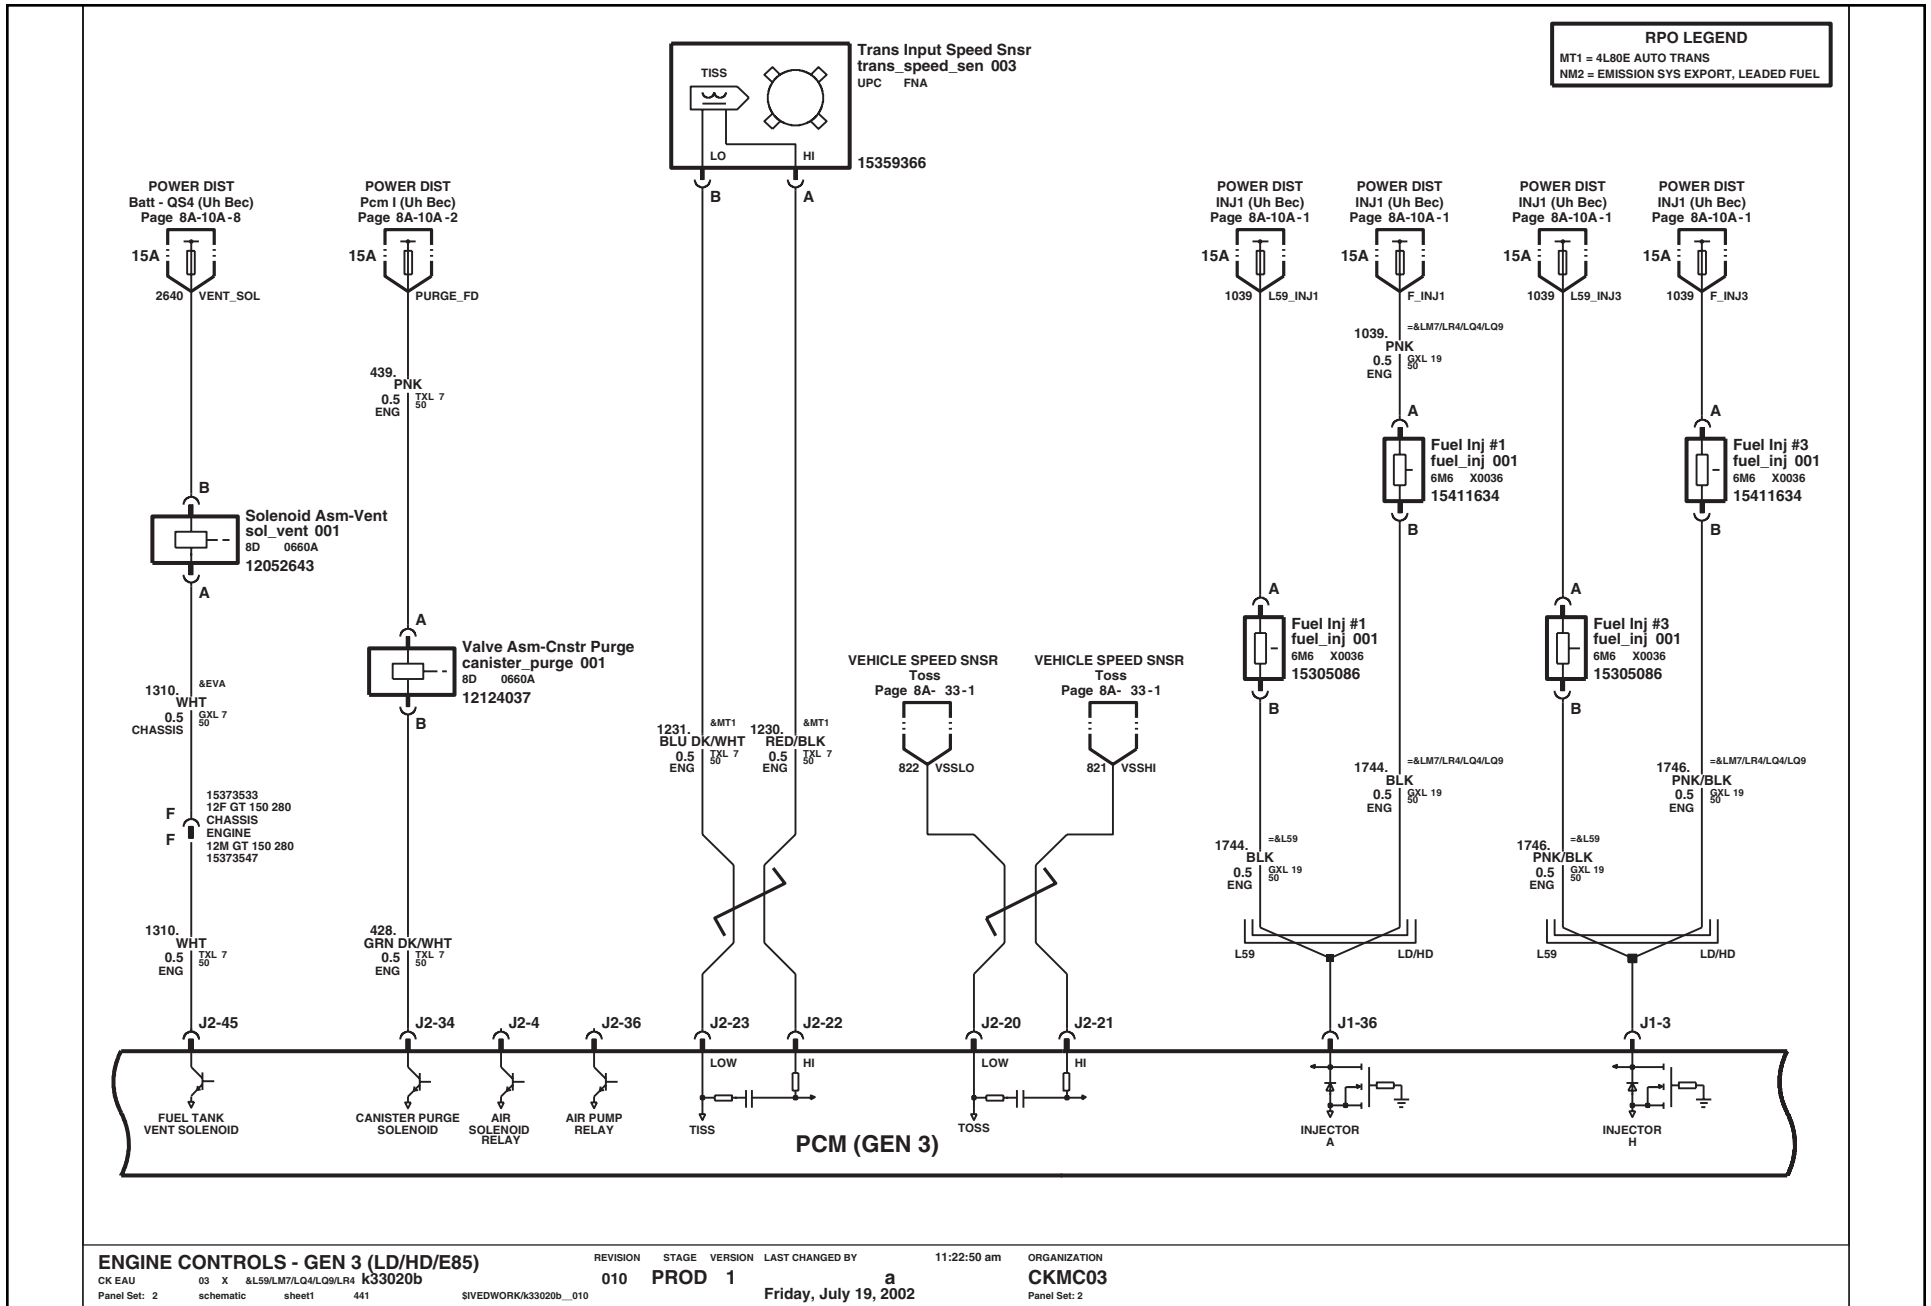 RPO LEGEND
MT1 = 4L80E AUTO TRANS
NM2 = EMISSION SYS EXPORT, LEADED FUEL
Trans Input Speed Snsr
trans_speed_sen 003
UPC FNA
TISS
LO
HI
15359366
B
A
POWER DIST
Batt - QS4 (Uh Bec)
Page 8A-10A-8
15A
2640
VENT_SOL
POWER DIST
Pcm I (Uh Bec)
Page 8A-10A-2
15A
PURGE_FD
POWER DIST
INJ1 (Uh Bec)
Page 8A-10A-1
15A
1039
L59_INJ1
POWER DIST
INJ1 (Uh Bec)
Page 8A-10A-1
15A
F_INJ1
POWER DIST
INJ1 (Uh Bec)
Page 8A-10A-1
15A
1039
L59_INJ3
POWER DIST
INJ1 (Uh Bec)
Page 8A-10A-1
15A
1039
F_INJ3
1039.
=&LM7/LR4/LQ4/LQ9
PNK
0.5
GXL 19
50
ENG
439.
PNK
0.5
TXL 7
50
ENG
A
Fuel Inj #1
fuel_inj 001
6M6 X0036
15411634
B
A
Fuel Inj #3
fuel_inj 001
6M6 X0036
15411634
B
B
Solenoid Asm-Vent
sol_vent 001
8D 0660A
12052643
A
A
Valve Asm-Cnstr Purge
canister_purge 001
8D 0660A
12124037
B
A
Fuel Inj #1
fuel_inj 001
6M6 X0036
15305086
B
A
Fuel Inj #3
fuel_inj 001
6M6 X0036
15305086
B
VEHICLE SPEED SNSR
Toss
Page 8A- 33-1
822
VSSLO
VEHICLE SPEED SNSR
Toss
Page 8A- 33-1
821
VSSHI
1310.
&EVA
WHT
0.5
GXL 7
50
CHASSIS
1231.
&MT1
BLU DK/WHT
0.5
TXL 7
50
ENG
1230.
&MT1
RED/BLK
0.5
TXL 7
50
ENG
1744.
=&LM7/LR4/LQ4/LQ9
BLK
0.5
GXL 19
50
ENG
1746.
=&LM7/LR4/LQ4/LQ9
PNK/BLK
0.5
GXL 19
50
ENG
F
F
15373533
12F GT 150 280
CHASSIS
ENGINE
12M GT 150 280
15373547
1744.
=&L59
BLK
0.5
GXL 19
50
ENG
1746.
=&L59
PNK/BLK
0.5
GXL 19
50
ENG
1310.
WHT
0.5
TXL 7
50
ENG
428.
GRN DK/WHT
0.5
TXL 7
50
ENG
L59
LD/HD
L59
LD/HD
J2-45
J2-34
J2-4
J2-36
J2-23
J2-22
J2-20
J2-21
J1-36
J1-3
LOW
HI
LOW
HI
FUEL TANK
VENT SOLENOID
CANISTER PURGE
SOLENOID
AIR
SOLENOID
RELAY
AIR PUMP
RELAY
TISS
TOSS
INJECTOR
A
INJECTOR
H
PCM (GEN 3)
ENGINE CONTROLS - GEN 3 (LD/HD/E85)
CK EAU 03 X &L59/LM7/LQ4/LQ9/LR4 k33020b
Panel Set: 2 schematic sheet1 441 $IVEDWORK/k33020b__010
REVISION
010
STAGE
PROD
VERSION
1
LAST CHANGED BY
11:22:50 am
a
Friday, July 19, 2002
ORGANIZATION
CKMC03
Panel Set: 2